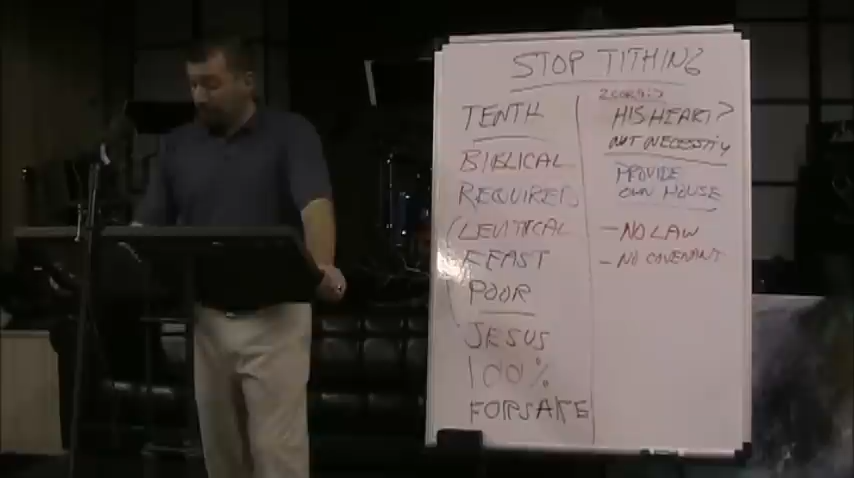 STOP TITHING
TENTH
BIBLICAL
REQUIRED
(LEVITICAL
FEAST
POOR
JESUS
100%
FORSAKE
2 COR 9:7
HIS HEART?
NOT NECESSITY
PROVIDE
OWN HOUSE
- NO LAW
- NO COVENANT